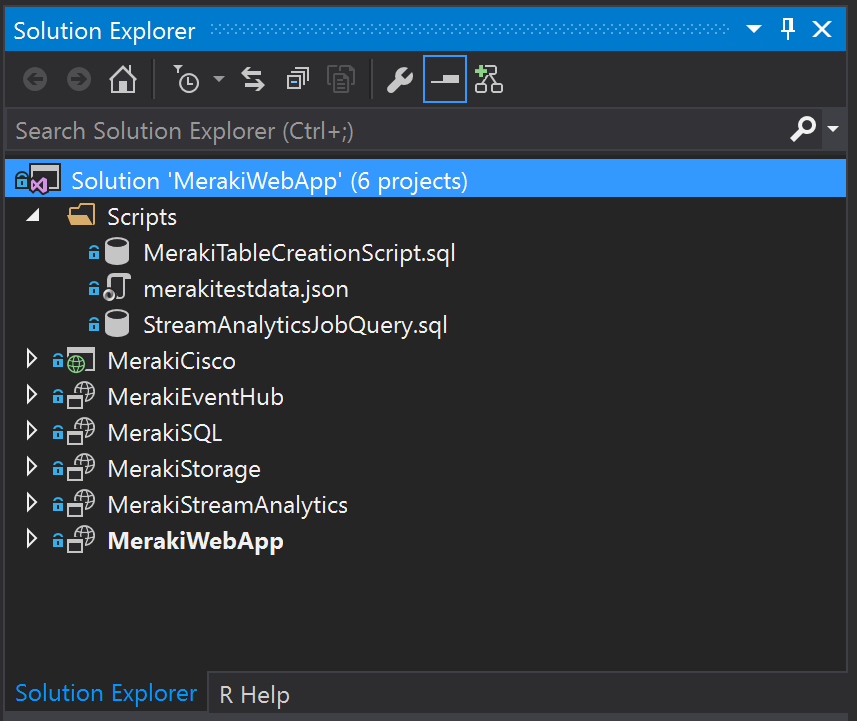 Solution Explorer
Search Solution Explorer (Ctrl+;)
Solution 'MerakiWebApp' (6 projects)
Scripts
MerakiTableCreationScript.sql
merakitestdata.json
StreamAnalyticsJobQuery.sql
MerakiCisco
MerakiEventHub
MerakiSQL
MerakiStorage
MerakiStreamAnalytics
MerakiWebApp
Solution Explorer R Help